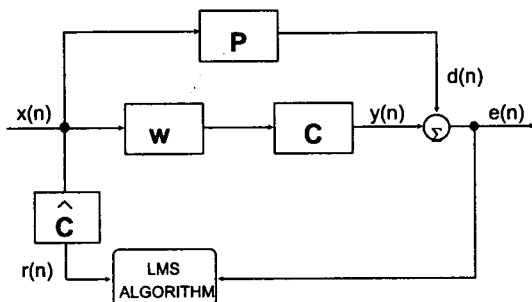 P
d(n)
x(n)
w
C
y(n)
Σ
e(n)
Ĉ
r(n)
LMS
ALGORITHM